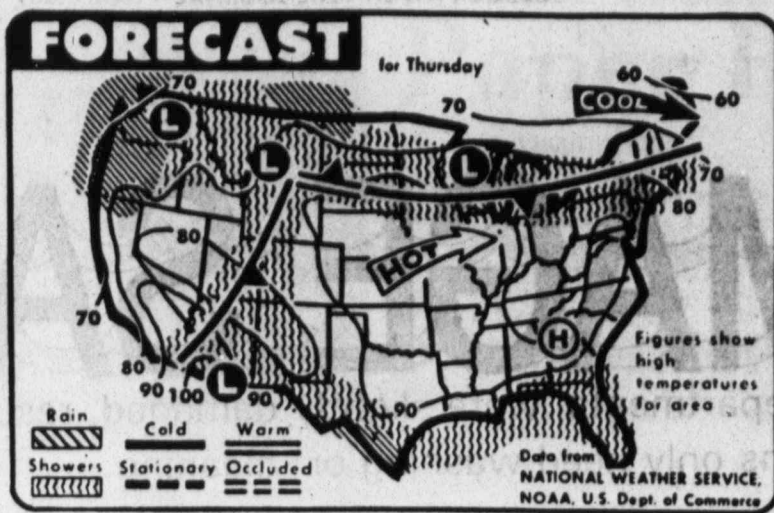 FORECAST
for Thursday
70
L
L
L
70
60
60
COOL
70
80
80
HOT
H
70
80
90
100
L
90
90
Figures show
high
temperatures
for area
Rain
Showers
Cold
Warm
Stationary
Occluded
Data from
NATIONAL WEATHER SERVICE,
NOAA, U.S. Dept. of Commerce